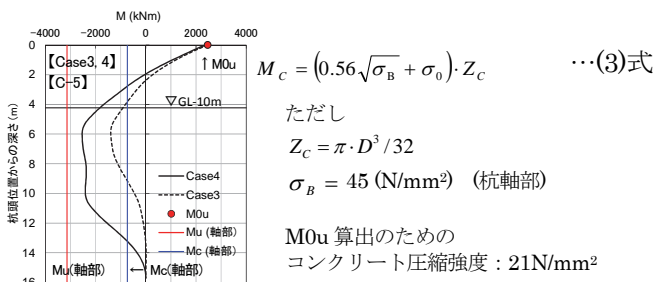 M (kNm)
-4000 -2000 0 2000 4000
0
2
4
6
8
10
12
14
16
杭頭位置からの深さ(m)
【Case3, 4】
【C-5】
↑ M0u
▽GL-10m
Case4
Case3
M0u
Mu (軸部)
Mc (軸部)
Mu(軸部) Mc(軸部)
M_C = (0.56√σ_B + σ_0)・Z_C …(3)式
ただし
Z_C = π・D^3/32
σ_B = 45 (N/mm²) (杭軸部)
M0u 算出のための
コンクリート圧縮強度：21N/mm²